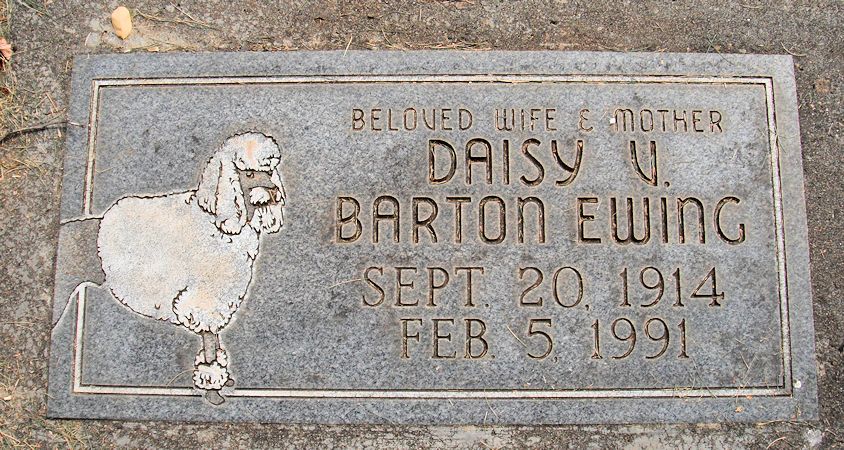 BELOVED WIFE & MOTHER
DAISY V.
BARTON EWING
SEPT. 20, 1914
FEB. 5, 1991